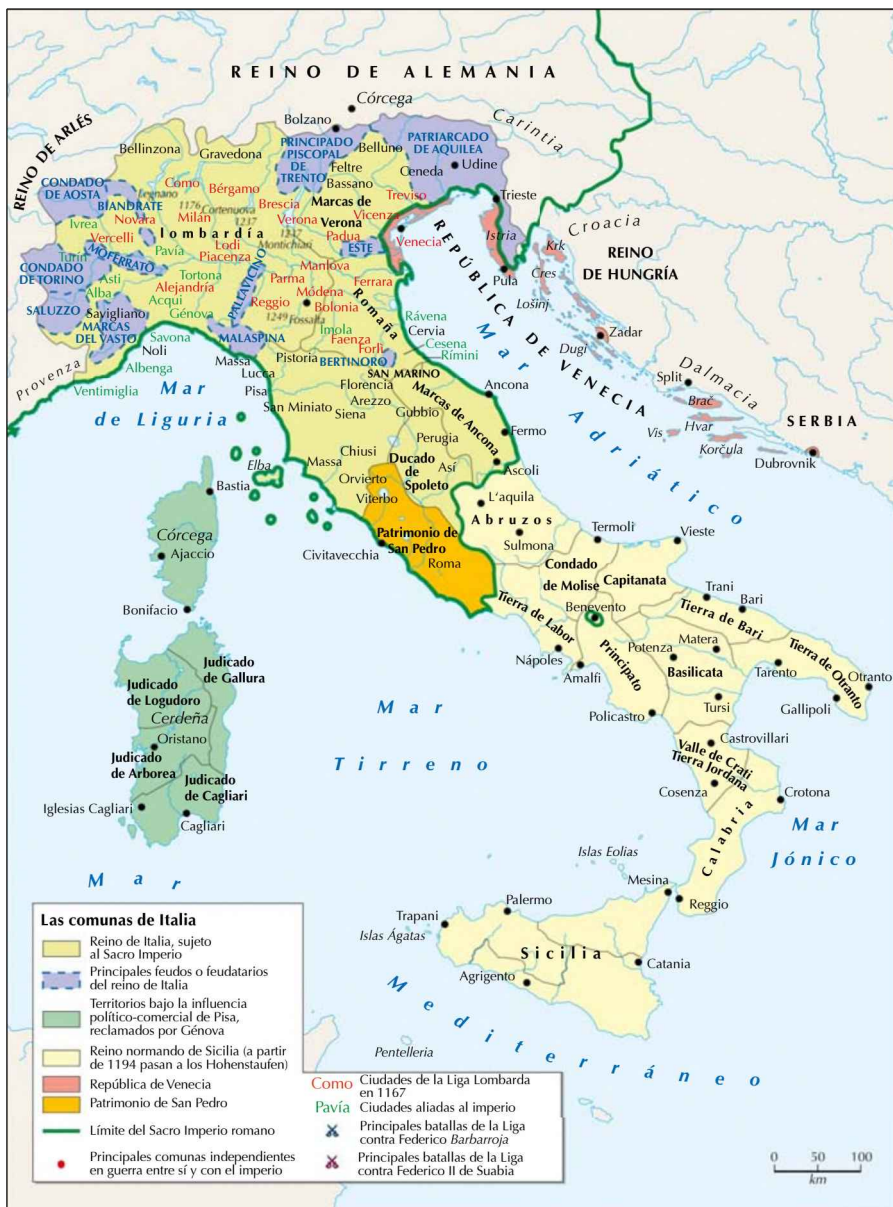 REINO DE ALEMANIA
Córcega
REINO DE ARLÉS
Bolzano
Carintia
Bellinzona
Gravedona
PRINCIPADO
PISCOPAL
DE
TRENTO
Belluno
PATRIARCADO
DE AQUILEA
Feltre
Ceneda
Udine
CONDADO
DE AOSTA
Legnano
1176
Como
Bérgamo
Cortenuova
1237
Bassano
Marcas de
Verona
Treviso
Trieste
BIANDRATE
Novara
Milán
Brescia
Verona
Vicenza
Ivrea
Vercelli
lombardía
1237
Montichiari
Padua
Venecia
Istria
Croacia
Krk
REINO
DE HUNGRÍA
Turín
MOFERRATO
Pavía
Lodi
Piacenza
ESTE
Cres
Pula
CONDADO
DE TORINO
Asti
Alba
Tortona
Alejandría
PALLAVICINO
Manlova
Parma
Ferrara
Lošinj
REPÚBLICA DE VENECIA
SALUZZO
Savigliano
Acqui
Génova
Reggio
Módena
Bolonia
Romaña
Rávena
Cervia
Zadar
MARCAS
DEL VASTO
Savona
Noli
MALASPINA
1249
Fossalta
Imola
Faenza
Forlì
Cesena
Rímini
Dugi
Provenza
Albenga
Ventimiglia
Massa
Lucca
Pisa
Pistoria
BERTINORO
SAN MARINO
Dalmacia
Mar
de Liguria
Florencia
Arezzo
San Miniato
Siena
Gubbio
Marcas de Ancona
Ancona
Mar Adriático
Split
Brač
Hvar
Vis
Korčula
SERBIA
Dubrovnik
Fermo
Elba
Massa
Chiusi
Perugia
Ducado
de
Spoleto
Así
Ascoli
Bastia
Orvierto
Viterbo
L'aquila
Abruzos
Sulmona
Termoli
Vieste
Córcega
Ajaccio
Civitavecchia
Patrimonio de
San Pedro
Roma
Condado
de Molise
Capitanata
Bonifacio
Tierra de Labor
Benevento
Trani
Bari
Tierra de Bari
Judicado
de Gallura
Nápoles
Amalfi
Principato
Potenza
Matera
Basilicata
Tarento
Tierra de Otranto
Otranto
Judicado
de Logudoro
Cerdeña
Oristano
Mar
Tirreno
Policastro
Tursi
Gallipoli
Judicado
de Arborea
Castrovillari
Valle de Crati
Tierra Jordana
Judicado
de Cagliari
Iglesias Cagliari
Cagliari
Cosenza
Crotona
Calabria
Mar
Jónico
Mar
Islas Eolias
Mesina
Reggio
Trapani
Palermo
Islas Ágatas
Sicilia
Catania
Agrigento
Mediterráneo
Pentelleria
Las comunas de Italia
Reino de Italia, sujeto
al Sacro Imperio
Principales feudos o feudatarios
del reino de Italia
Territorios bajo la influencia
político-comercial de Pisa,
reclamados por Génova
Reino normando de Sicilia (a partir
de 1194 pasan a los Hohenstaufen)
República de Venecia
Patrimonio de San Pedro
Límite del Sacro Imperio romano
Principales comunas independientes
en guerra entre sí y con el imperio
Como Ciudades de la Liga Lombarda
en 1167
Pavía Ciudades aliadas al imperio
Principales batallas de la Liga
contra Federico Barbarroja
Principales batallas de la Liga
contra Federico II de Suabia
0 50 100
km